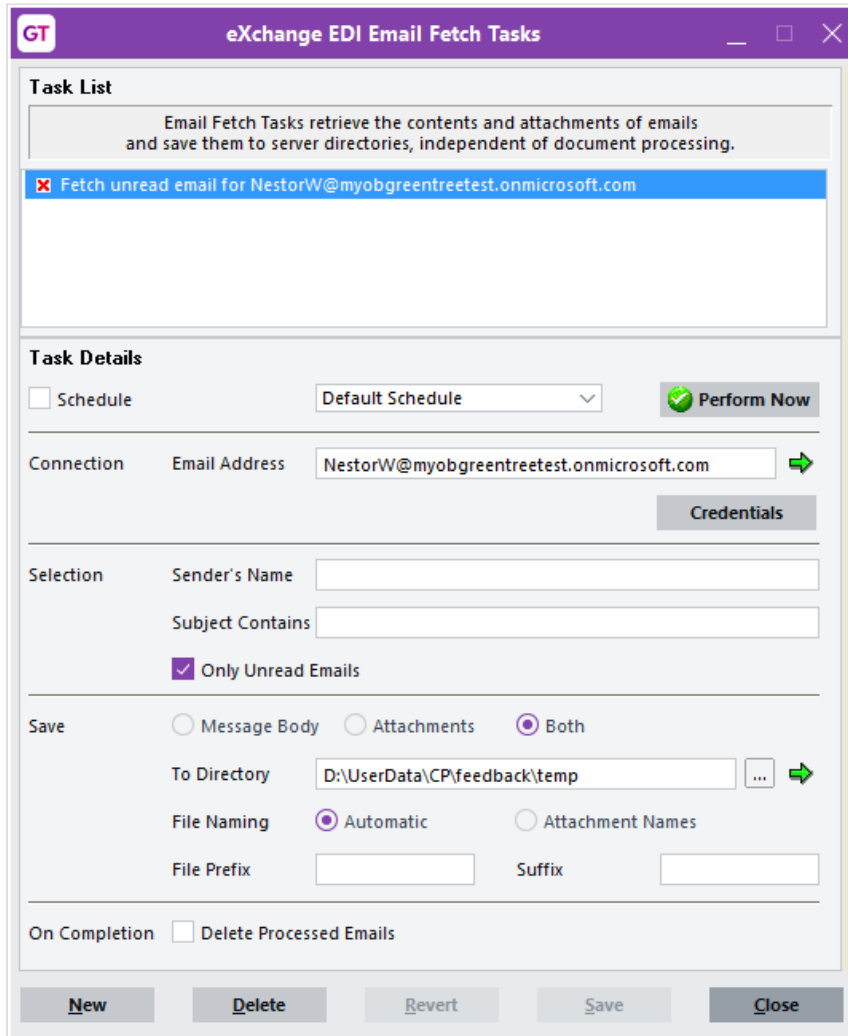 GT eXchange EDI Email Fetch Tasks
Task List
Email Fetch Tasks retrieve the contents and attachments of emails
and save them to server directories, independent of document processing.
Fetch unread email for NestorW@myobgreentreetest.onmicrosoft.com
Task Details
Schedule Default Schedule Perform Now
Connection Email Address NestorW@myobgreentreetest.onmicrosoft.com
Credentials
Selection Sender's Name
Subject Contains
Only Unread Emails
Save Message Body Attachments Both
To Directory D:\UserData\CP\feedback\temp ...
File Naming Automatic Attachment Names
File Prefix Suffix
On Completion Delete Processed Emails
New Delete Revert Save Close